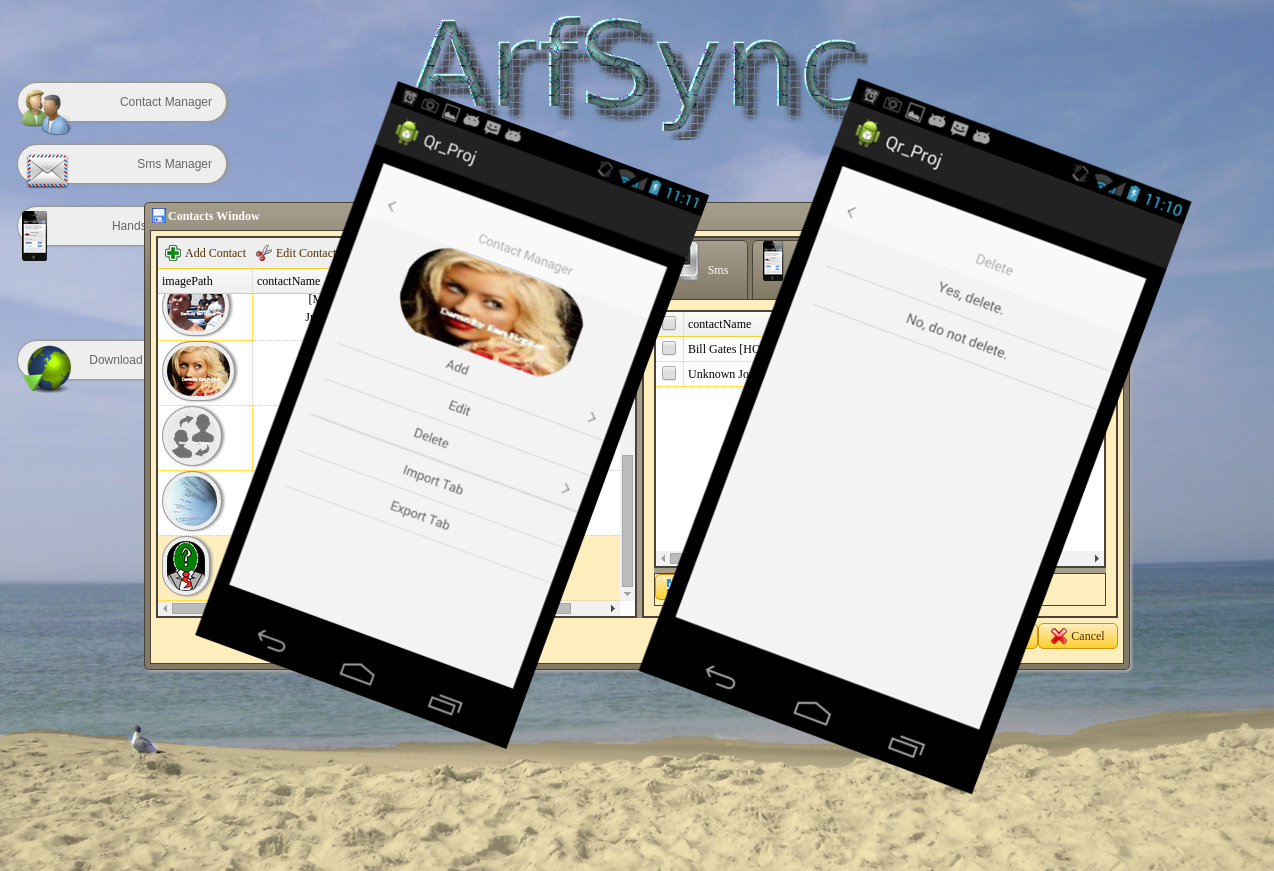 ArfSync
Contact Manager
Sms Manager
Hands
Download
Contacts Window
Add Contact
Edit Contact
imagePath
contactName
Sms
contactName
Bill Gates [HO
Unknown Jo
Cancel
11:11
Qr_Proj
Contact Manager
Add
Edit
Delete
Import Tab
Export Tab
11:10
Qr_Proj
Delete
Yes, delete.
No, do not delete.